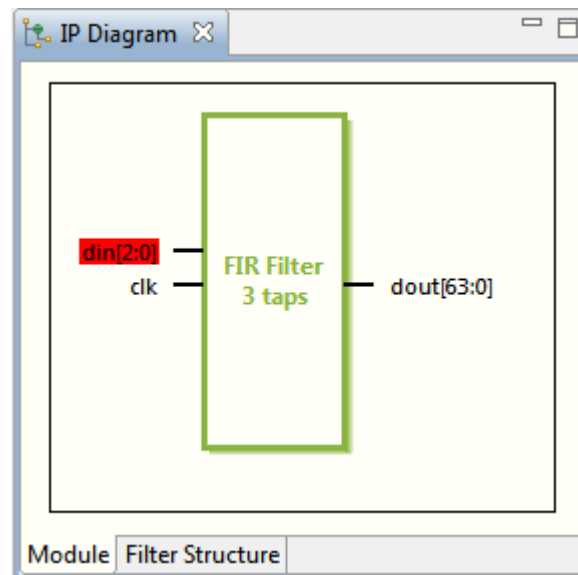 IP Diagram
din[2:0]
clk
FIR Filter
3 taps
dout[63:0]
Module
Filter Structure